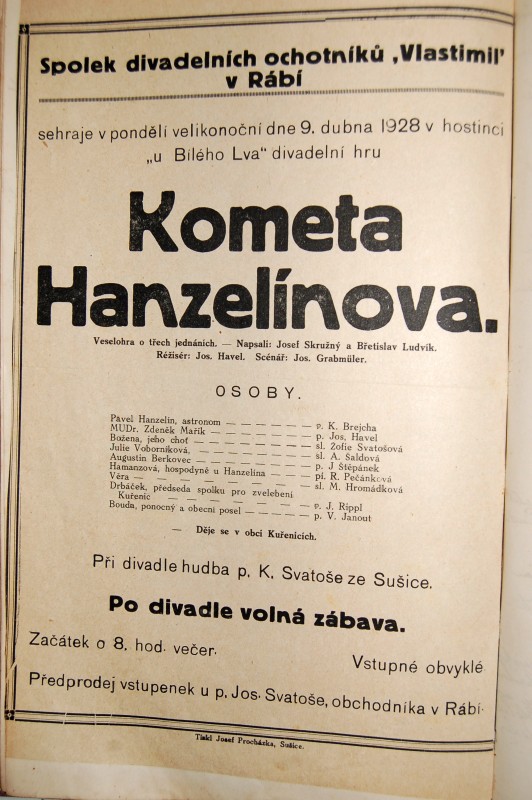 Spolek divadelních ochotníků ‚Vlastimil'
v Rábí
sehraje v pondělí velikonoční dne 9. dubna 1928 v hostinci
„u Bílého Lva" divadelní hru
Kometa
Hanzelínova.
Veselohra o třech jednáních. — Napsali: Josef Skružný a Břetislav Ludvík.
Režisér: Jos. Havel. Scénář: Jos. Grabmüler.
OSOBY.
Pavel Hanzelin, astronom — — — — — p. K. Brejcha
MUDr. Zdeněk Mařík — — — — — — p. Jos. Havel
Božena, jeho choť — — — — — — — sl. Žofie Svatošová
Julie Voborníková, — — — — — — — sl. A. Šaldová
Augustin Berkovec — — — — — — — p. J Štěpánek
Hamanzová, hospodyně u Hanzelina — — — pí. R. Pečánková
Věra — — — — — — — — — sl. M. Hromádková
Drbáček, předseda spolku pro zvelebení
Kuřenic — — — — — — — — p. J. Rippl
Bouda, ponocný a obecní posel — — — — — p. V. Janout
— Děje se v obci Kuřenicích.
Při divadle hudba p. K. Svatoše ze Sušice.
Po divadle volná zábava.
Začátek o 8. hod. večer.
Vstupné obvyklé
Předprodej vstupenek u p. Jos. Svatoše, obchodníka v Rábí.
Tiskl Josef Procházka, Sušice.